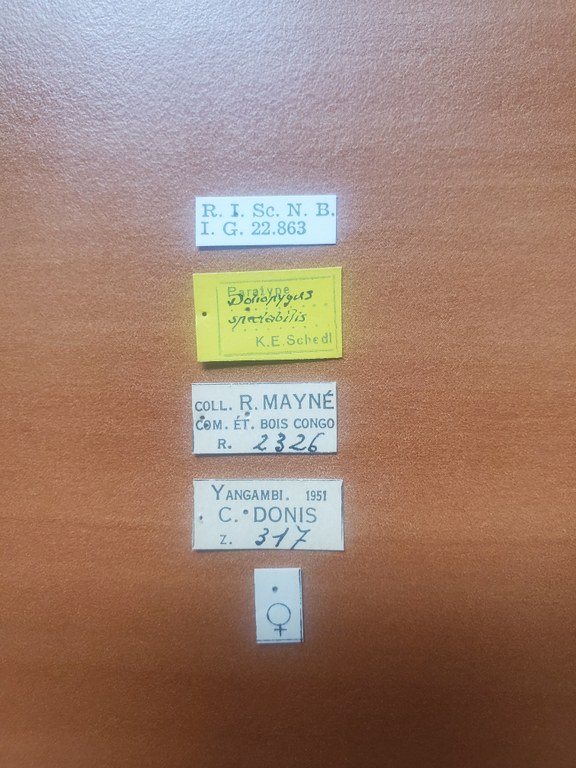 R. I. Sc. N. B.
I. G. 22.863
Paratype
Doliopygus
spectabilis
K.E. Schedl
COLL. R. MAYNÉ
COM. ÉT. BOIS CONGO
R. 2326
YANGAMBI. 1951
C. DONIS
Z. 317
♀